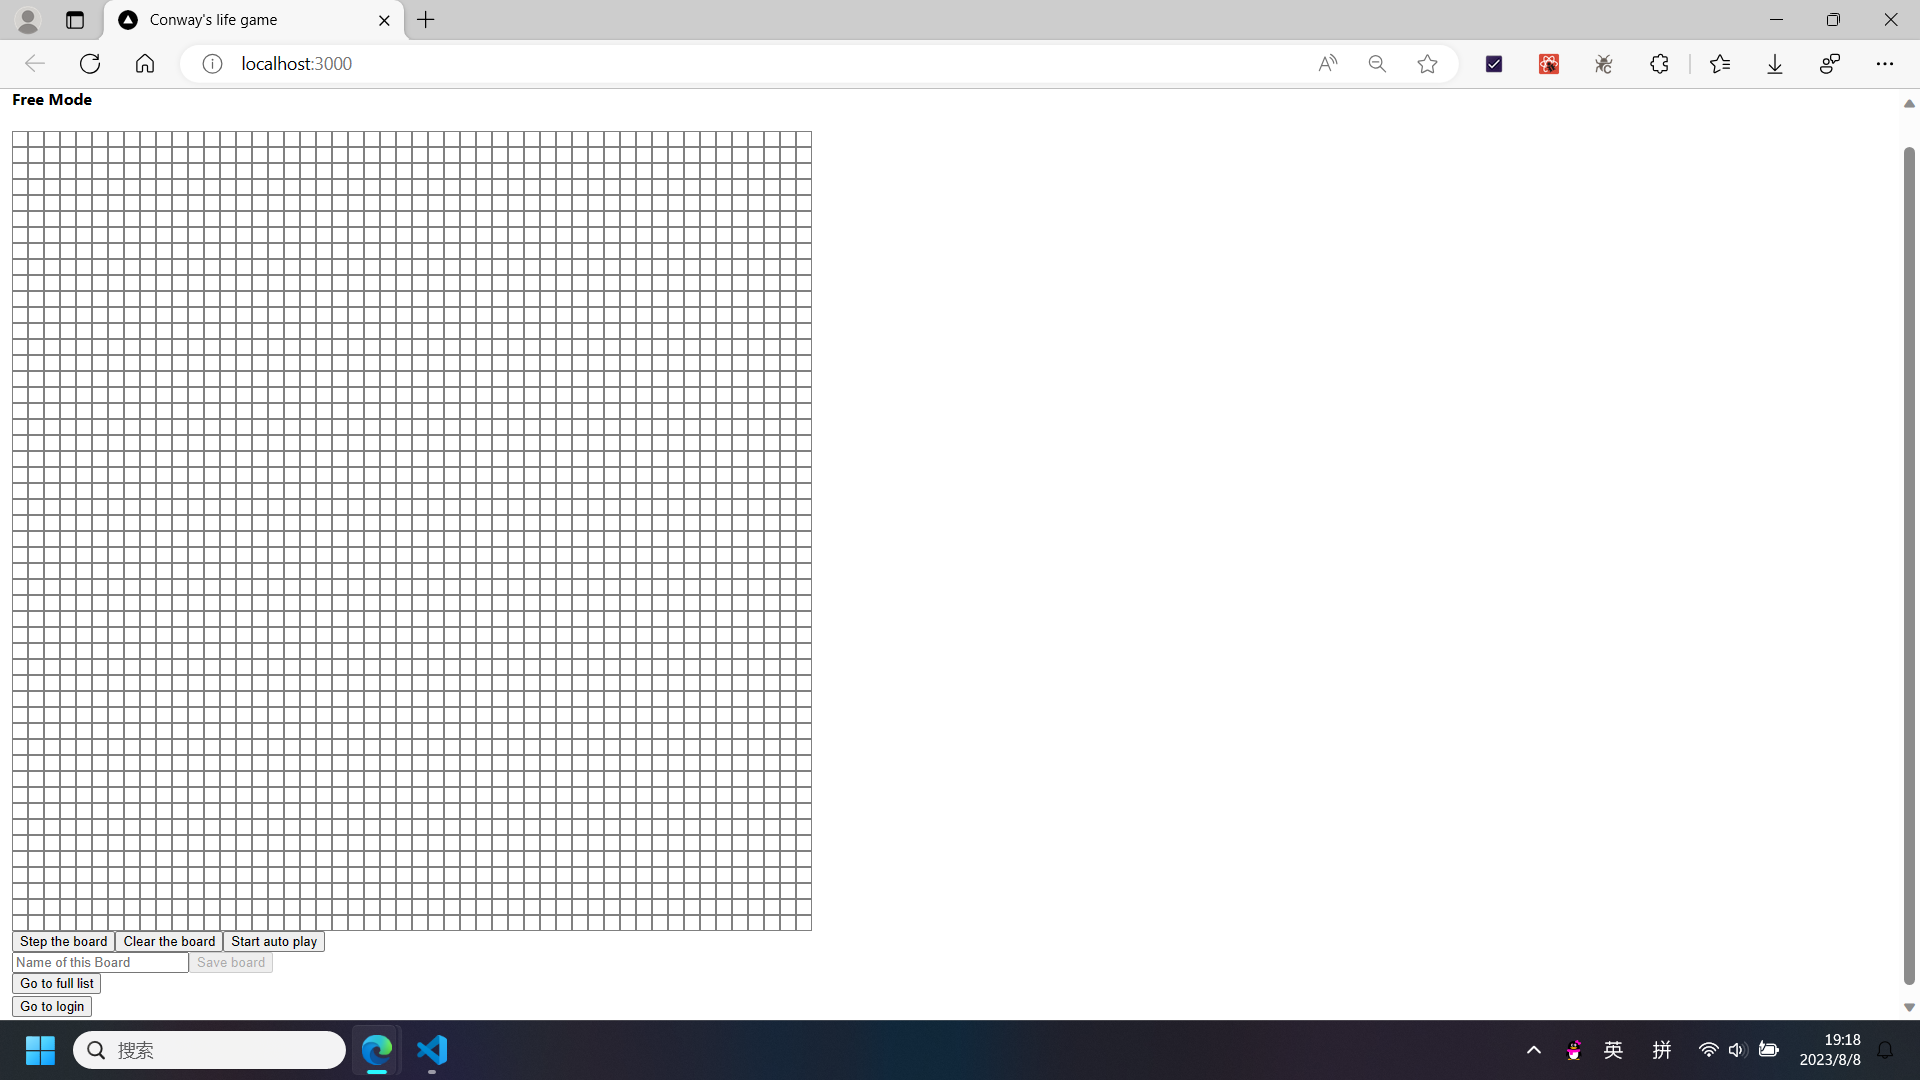 Conway's life game
localhost:3000
Free Mode
Step the board Clear the board Start auto play
Name of this Board Save board
Go to full list
Go to login
搜索
英 拼 19:18
2023/8/8